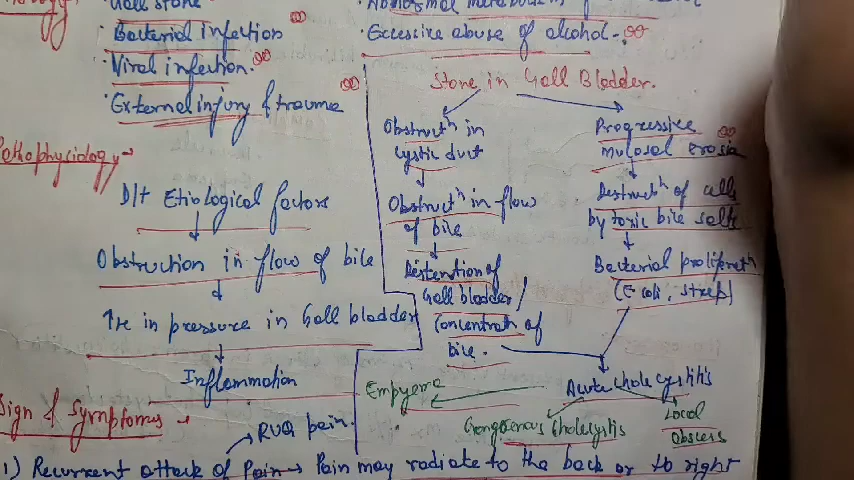 Gall stone
· Bacterial infection
· Viral infection.
· External injury & trauma
Abnormal metabolism
· Excessive abuse of alcohol.
Pathophysiology→
D/t Etiological factors
↓
Obstruction in flow of bile
↓
↑se in pressure in Gall bladder
↓
Inflammation
Stone in Gall Bladder.
Obstructⁿ in
cystic duct
↓
Obstructⁿ in flow
of bile
↓
Distention of
Gall bladder /
Concentratⁿ of
bile.
Progressive
mucosal erosion
↓
Destructⁿ of cells
by toxic bile salts
↓
Bacterial proliferatⁿ
(E coli, strep)
Acute cholecystitis
Empyema
Gangrenous Cholecystis
Local
abscess
Sign & Symptomes →
RUQ pain.
1) Recurrent attack of Pain → Pain may radiate to the back or to right